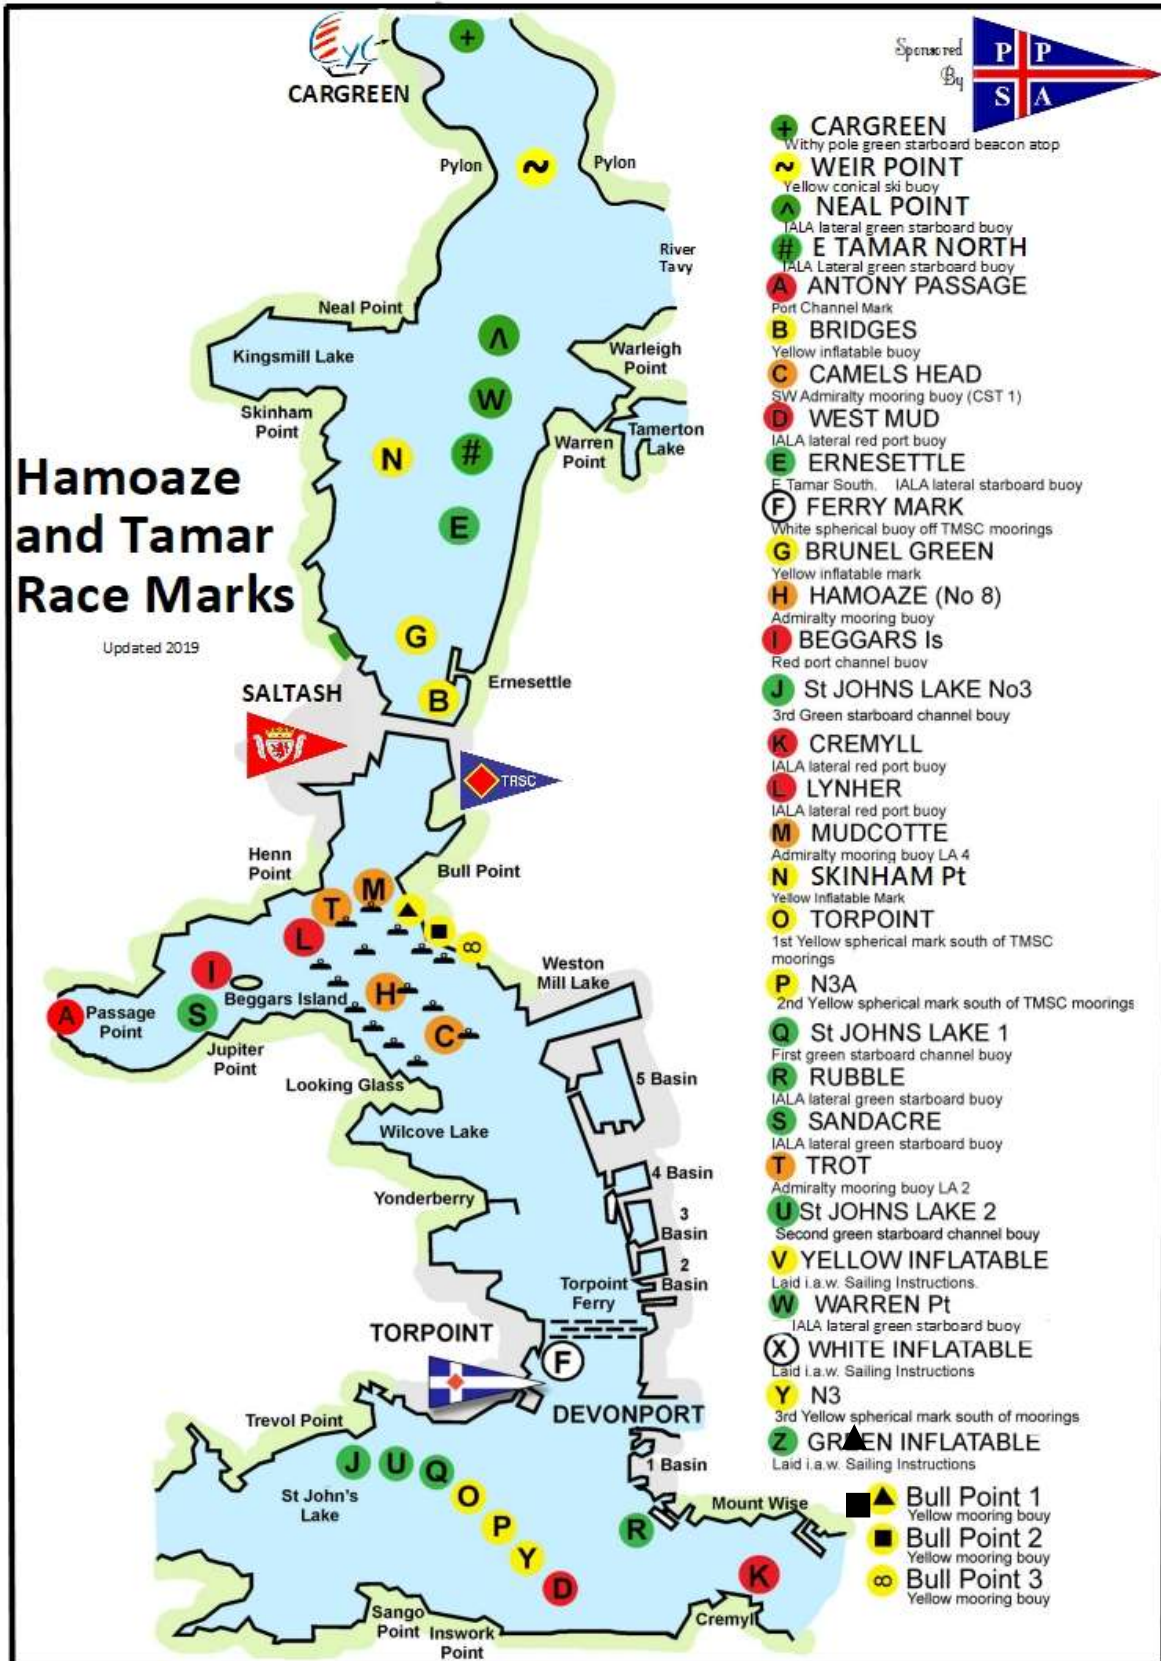 Eyc
CARGREEN
+
Sponsored
By
P P
S A
Pylon
~
Pylon
River
Tavy
Neal Point
Kingsmill Lake
^
Warleigh
Point
W
Skinham
Point
N
#
Warren
Point
Tamerton
Lake
E
Hamoaze
and Tamar
Race Marks
Updated 2019
G
B
Ernesettle
SALTASH
TRSC
Henn
Point
Bull Point
M
T
L
▲
■
∞
I
Beggars Island
H
Weston
Mill Lake
A
Passage
Point
S
C
Jupiter
Point
Looking Glass
5 Basin
Wilcove Lake
4 Basin
Yonderberry
3
Basin
2
Basin
Torpoint
Ferry
TORPOINT
F
DEVONPORT
Trevol Point
1 Basin
J U Q O P Y D
St John's
Lake
Mount Wise
R
K
Sango
Point
Inswork
Point
Cremyll
+ CARGREEN
Withy pole green starboard beacon atop
~ WEIR POINT
Yellow conical ski buoy
^ NEAL POINT
IALA lateral green starboard buoy
# E TAMAR NORTH
IALA Lateral green starboard buoy
A ANTONY PASSAGE
Port Channel Mark
B BRIDGES
Yellow inflatable buoy
C CAMELS HEAD
SW Admiralty mooring buoy (CST 1)
D WEST MUD
IALA lateral red port buoy
E ERNESETTLE
E Tamar South. IALA lateral starboard buoy
F FERRY MARK
White spherical buoy off TMSC moorings
G BRUNEL GREEN
Yellow inflatable mark
H HAMOAZE (No 8)
Admiralty mooring buoy
I BEGGARS Is
Red port channel buoy
J St JOHNS LAKE No3
3rd Green starboard channel bouy
K CREMYLL
IALA lateral red port buoy
L LYNHER
IALA lateral red port buoy
M MUDCOTTE
Admiralty mooring buoy LA 4
N SKINHAM Pt
Yellow Inflatable Mark
O TORPOINT
1st Yellow spherical mark south of TMSC
moorings
P N3A
2nd Yellow spherical mark south of TMSC moorings
Q St JOHNS LAKE 1
First green starboard channel buoy
R RUBBLE
IALA lateral green starboard buoy
S SANDACRE
IALA lateral green starboard buoy
T TROT
Admiralty mooring buoy LA 2
U St JOHNS LAKE 2
Second green starboard channel bouy
V YELLOW INFLATABLE
Laid i.a.w. Sailing Instructions.
W WARREN Pt
IALA lateral green starboard buoy
X WHITE INFLATABLE
Laid i.a.w. Sailing Instructions
Y N3
3rd Yellow spherical mark south of moorings
Z GREEN INFLATABLE
Laid i.a.w. Sailing Instructions
▲ Bull Point 1
Yellow mooring bouy
■ Bull Point 2
Yellow mooring bouy
∞ Bull Point 3
Yellow mooring bouy